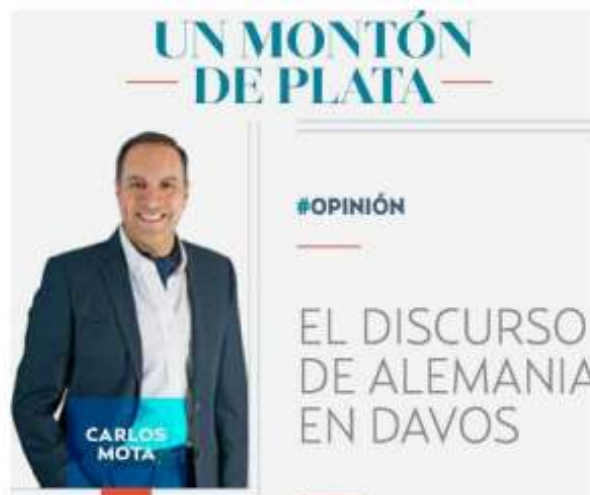 UN MONTÓN
DE PLATA
#OPINIÓN
EL DISCURSO
DE ALEMANIA
EN DAVOS
CARLOS
MOTA